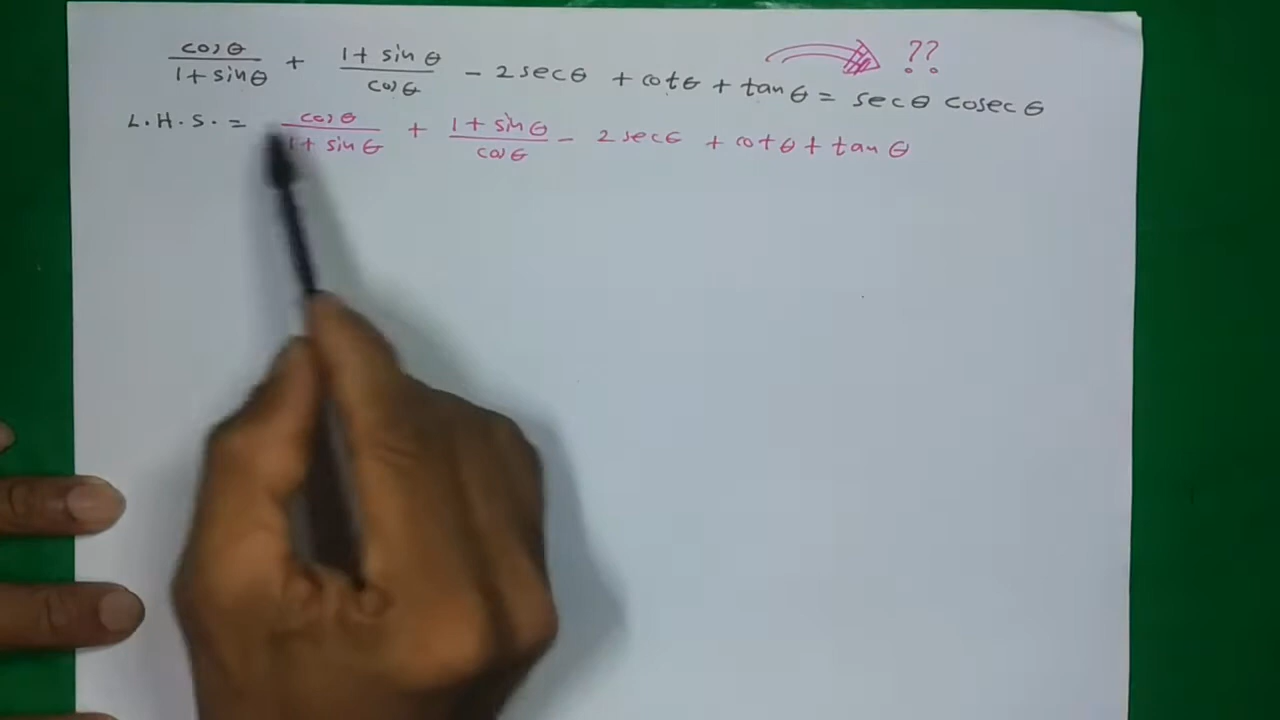 cosθ/1+sinθ + 1+ sin θ/cosθ - 2secθ + cotθ + tanθ = secθ cosecθ ??
L.H.S. = cosθ/1+ sinθ + 1+ sinθ/cosθ - 2secθ + cotθ + tanθ